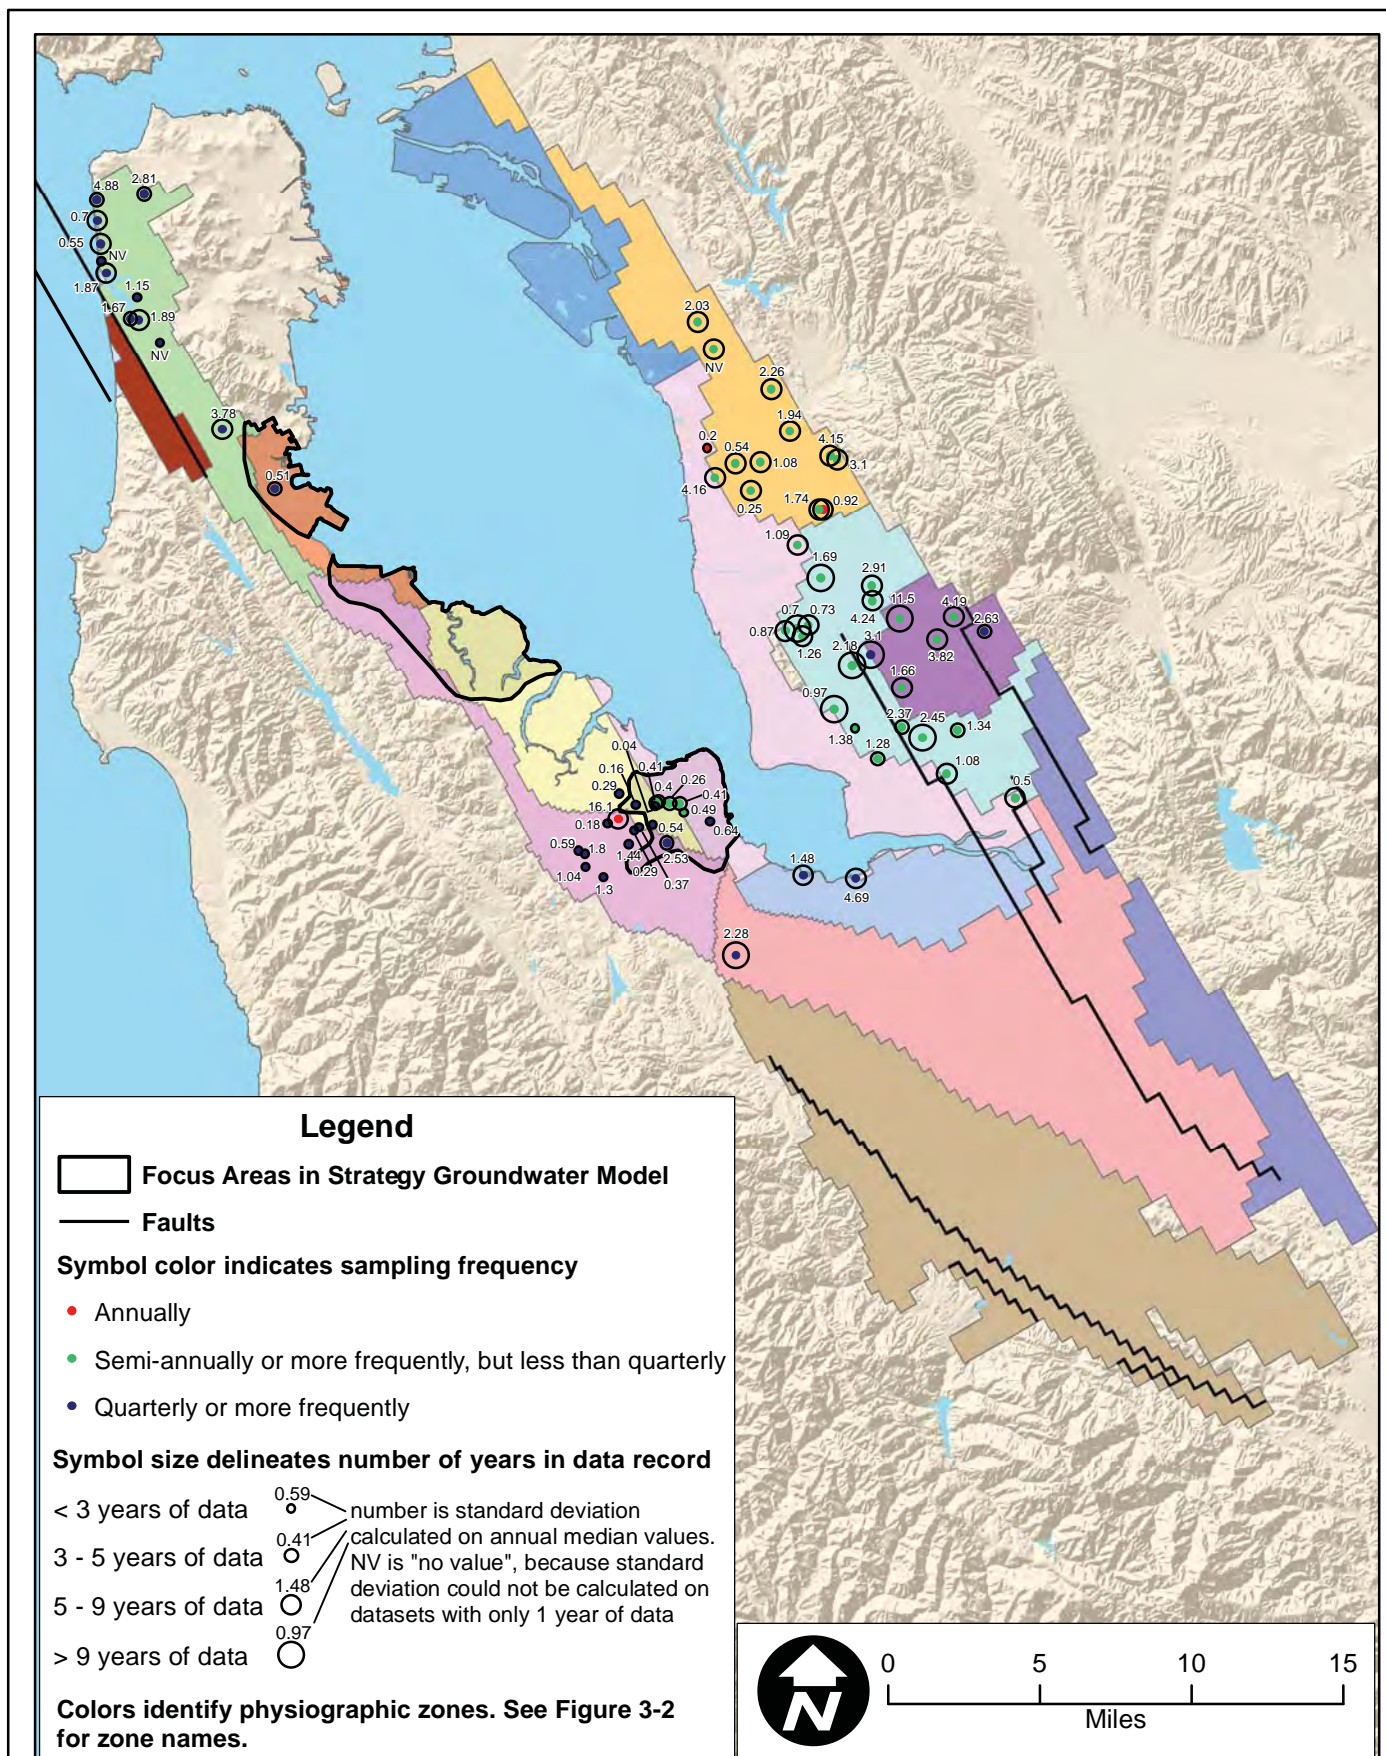 4.88
2.81
0.7
0.55
NV
1.87
1.15
1.67
1.89
NV
3.78
0.51
2.03
NV
2.26
1.94
0.2
0.54
1.08
4.15
3.1
4.16
0.25
1.74
0.92
1.09
1.69
2.91
4.24
11.5
4.19
2.63
0.7
0.73
0.87
1.26
3.1
3.82
2.18
1.66
0.97
2.37
2.45
1.34
1.38
1.28
1.08
0.5
0.04
0.16
0.41
0.29
0.4
0.26
0.41
16.1
0.49
0.18
0.64
0.54
0.59
1.8
1.44
2.53
1.04
0.29
0.37
1.3
1.48
4.69
2.28
Legend
Focus Areas in Strategy Groundwater Model
Faults
Symbol color indicates sampling frequency
Annually
Semi-annually or more frequently, but less than quarterly
Quarterly or more frequently
Symbol size delineates number of years in data record
< 3 years of data
0.59
3 - 5 years of data
0.41
5 - 9 years of data
1.48
> 9 years of data
0.97
number is standard deviation
calculated on annual median values.
NV is "no value", because standard
deviation could not be calculated on
datasets with only 1 year of data
Colors identify physiographic zones. See Figure 3-2
for zone names.
N
0 5 10 15
Miles